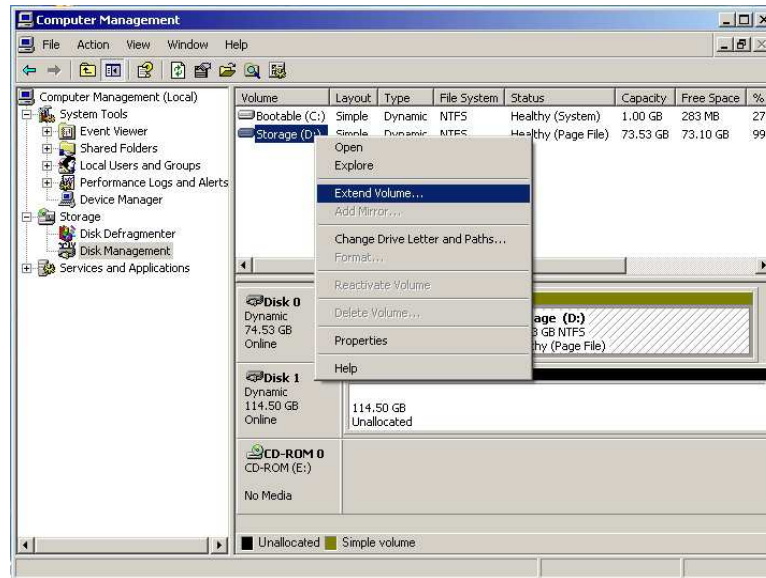 Computer Management
File Action View Window Help
Computer Management (Local)
System Tools
Event Viewer
Shared Folders
Local Users and Groups
Performance Logs and Alerts
Device Manager
Storage
Disk Defragmenter
Disk Management
Services and Applications
Volume Layout Type File System Status Capacity Free Space %
Bootable (C:) Simple Dynamic NTFS Healthy (System) 1.00 GB 283 MB 27
Storage (D:) Simple Dynamic NTFS Healthy (Page File) 73.53 GB 73.10 GB 99
Open
Explore
Extend Volume...
Add Mirror...
Change Drive Letter and Paths...
Format...
Reactivate Volume
Delete Volume...
Properties
Help
Disk 0
Dynamic
74.53 GB
Online
age (D:)
3 GB NTFS
thy (Page File)
Disk 1
Dynamic
114.50 GB
Online
114.50 GB
Unallocated
CD-ROM 0
CD-ROM (E:)
No Media
Unallocated Simple volume